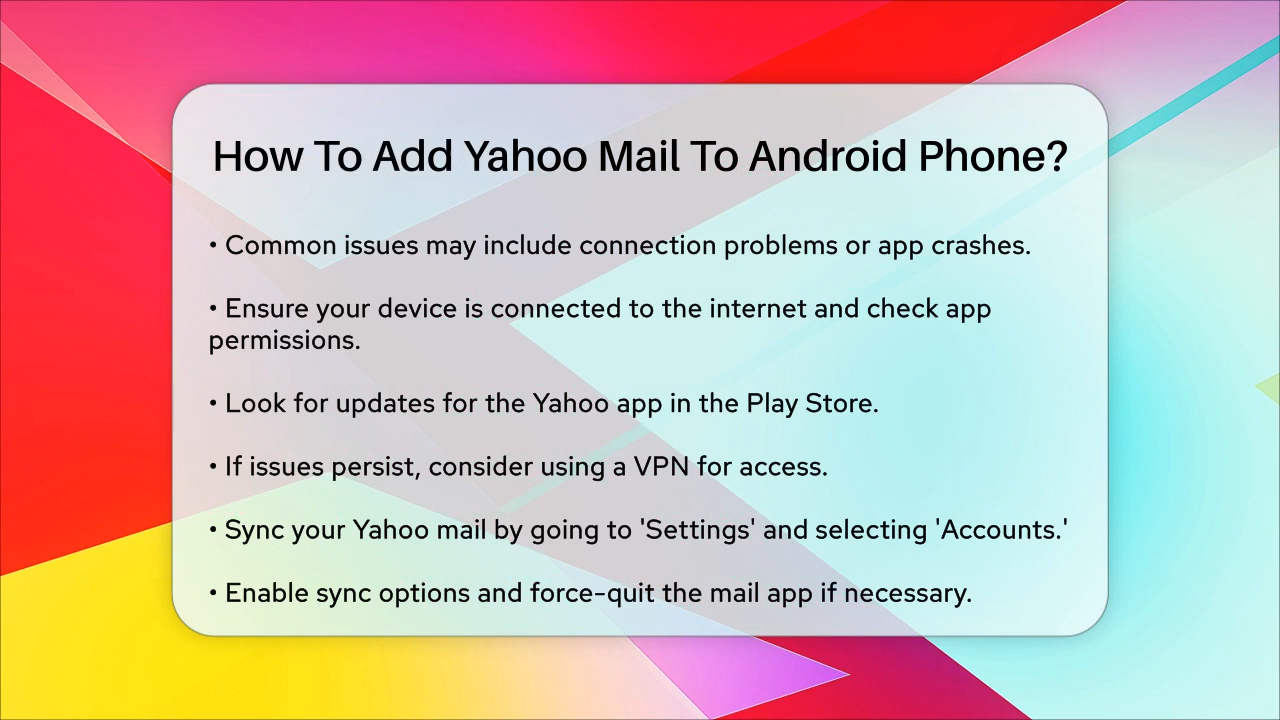 How To Add Yahoo Mail To Android Phone?
• Common issues may include connection problems or app crashes.
• Ensure your device is connected to the internet and check app
permissions.
• Look for updates for the Yahoo app in the Play Store.
• If issues persist, consider using a VPN for access.
• Sync your Yahoo mail by going to 'Settings' and selecting 'Accounts.'
• Enable sync options and force-quit the mail app if necessary.